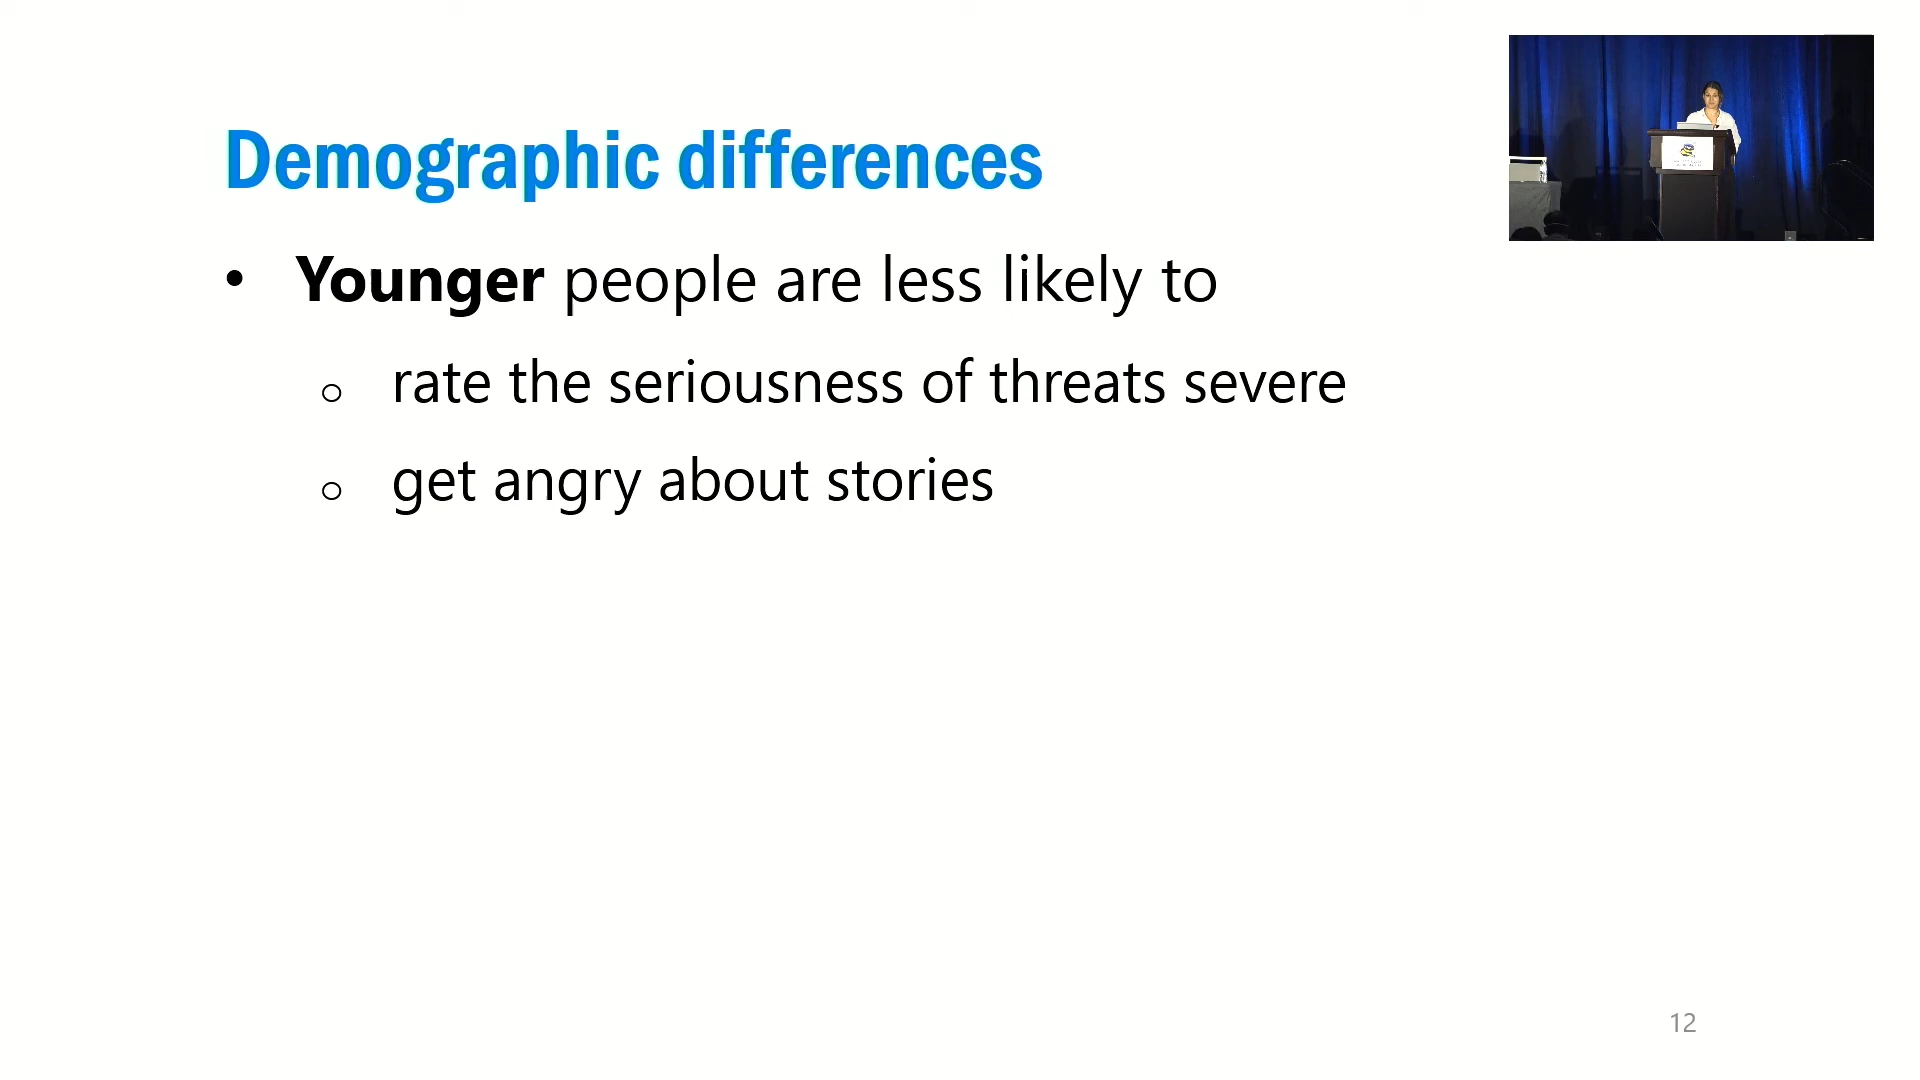 Demographic differences
• Younger people are less likely to
o rate the seriousness of threats severe
o get angry about stories
12